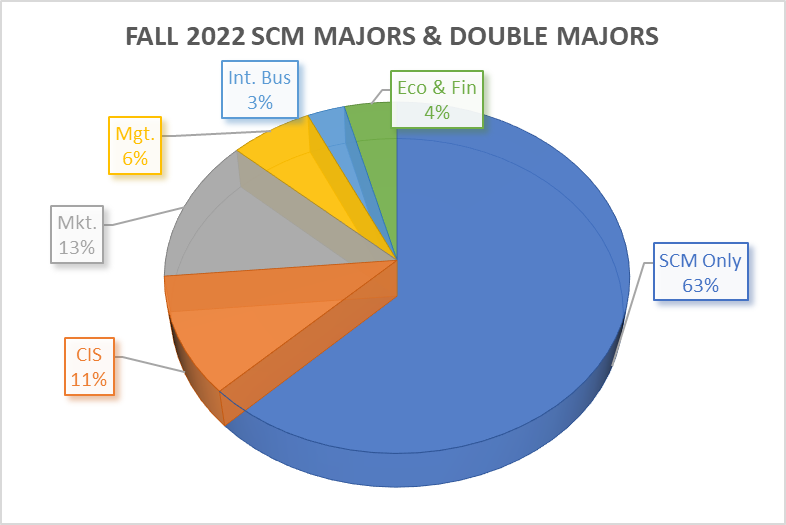 FALL 2022 SCM MAJORS & DOUBLE MAJORS
Int. Bus
3%
Eco & Fin
4%
Mgt.
6%
Mkt.
13%
SCM Only
63%
CIS
11%